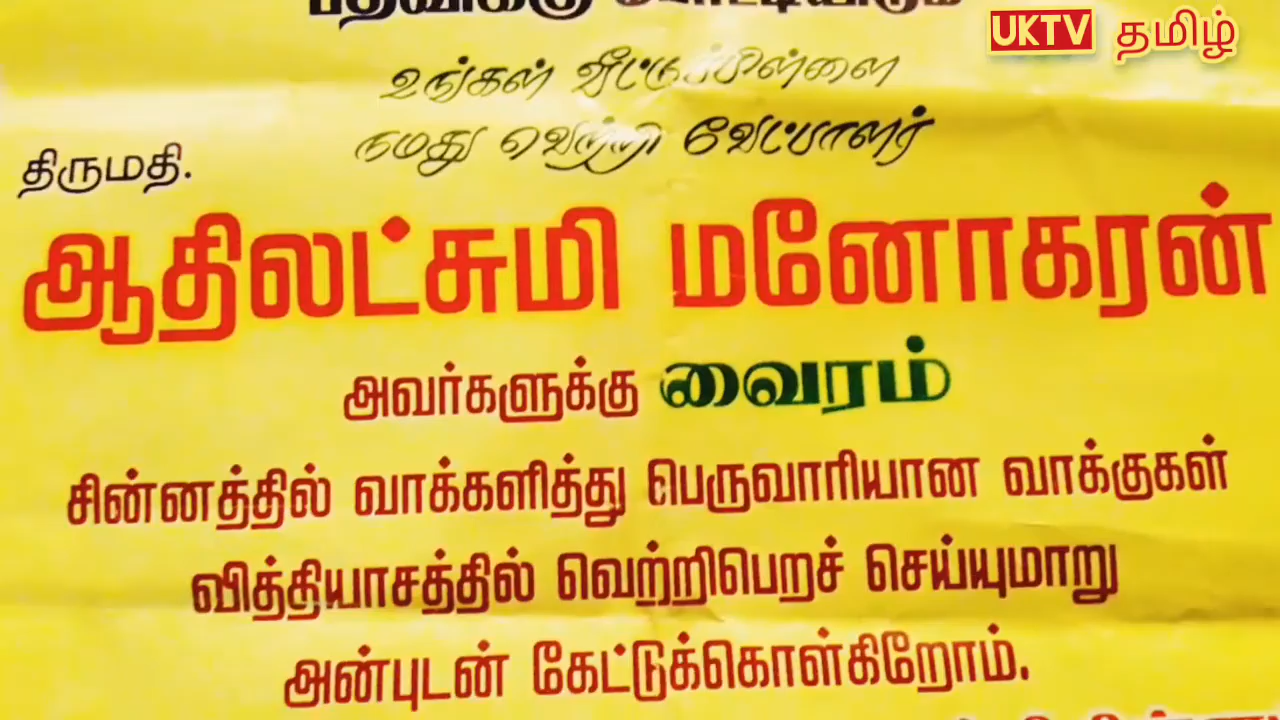 பதவிக்கு போட்டியிடும்
UKTV தமிழ்
உங்கள் வீட்டுப்பிள்ளை
நமது வெற்றி வேட்பாளர்
திருமதி.
ஆதிலட்சுமி மனோகரன்
அவர்களுக்கு வைரம்
சின்னத்தில் வாக்களித்து பெருவாரியான வாக்குகள்
வித்தியாசத்தில் வெற்றிபெறச் செய்யுமாறு
அன்புடன் கேட்டுக்கொள்கிறோம்.